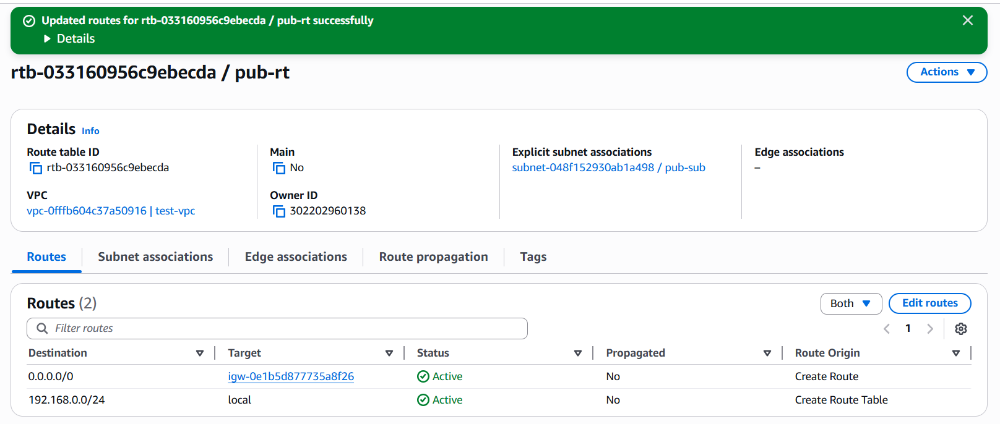 Updated routes for rtb-033160956c9ebecda / pub-rt successfully
Details
rtb-033160956c9ebecda / pub-rt
Actions
Details Info
Route table ID
rtb-033160956c9ebecda
Main
No
Explicit subnet associations
subnet-048f152930ab1a498 / pub-sub
Edge associations
–
VPC
vpc-0fffb604c37a50916 | test-vpc
Owner ID
302202960138
Routes Subnet associations Edge associations Route propagation Tags
Routes (2)
Both
Edit routes
Filter routes
1
Destination Target Status Propagated Route Origin
0.0.0.0/0 igw-0e1b5d877735a8f26 Active No Create Route
192.168.0.0/24 local Active No Create Route Table